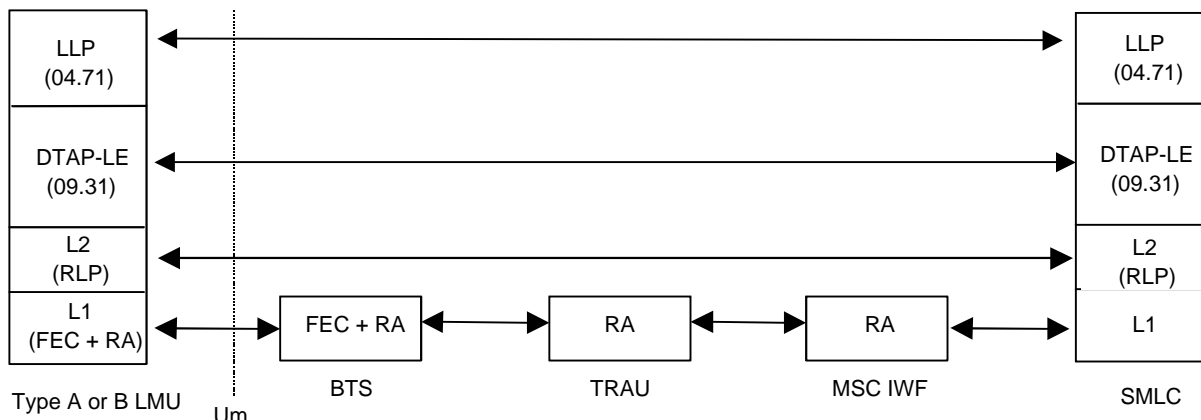 LLP
(04.71)
LLP
(04.71)
DTAP-LE
(09.31)
DTAP-LE
(09.31)
L2
(RLP)
L2
(RLP)
L1
(FEC + RA)
FEC + RA
RA
RA
L1
Type A or B LMU
Um
BTS
TRAU
MSC IWF
SMLC